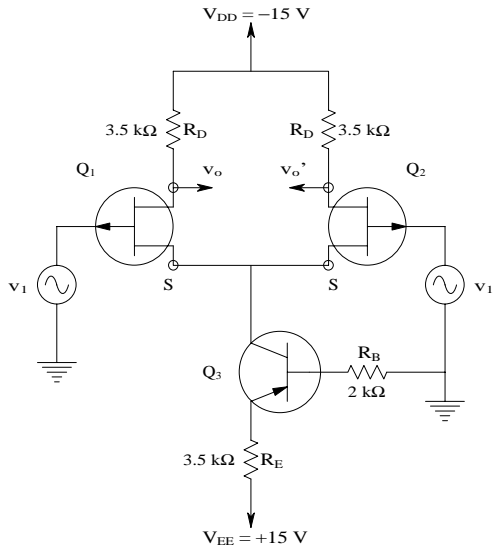 V_DD = −15 V
3.5 kΩ R_D R_D 3.5 kΩ
Q₁ v_o v_o' Q₂
v₁ S S v₁
Q₃ R_B
2 kΩ
3.5 kΩ R_E
V_EE = +15 V